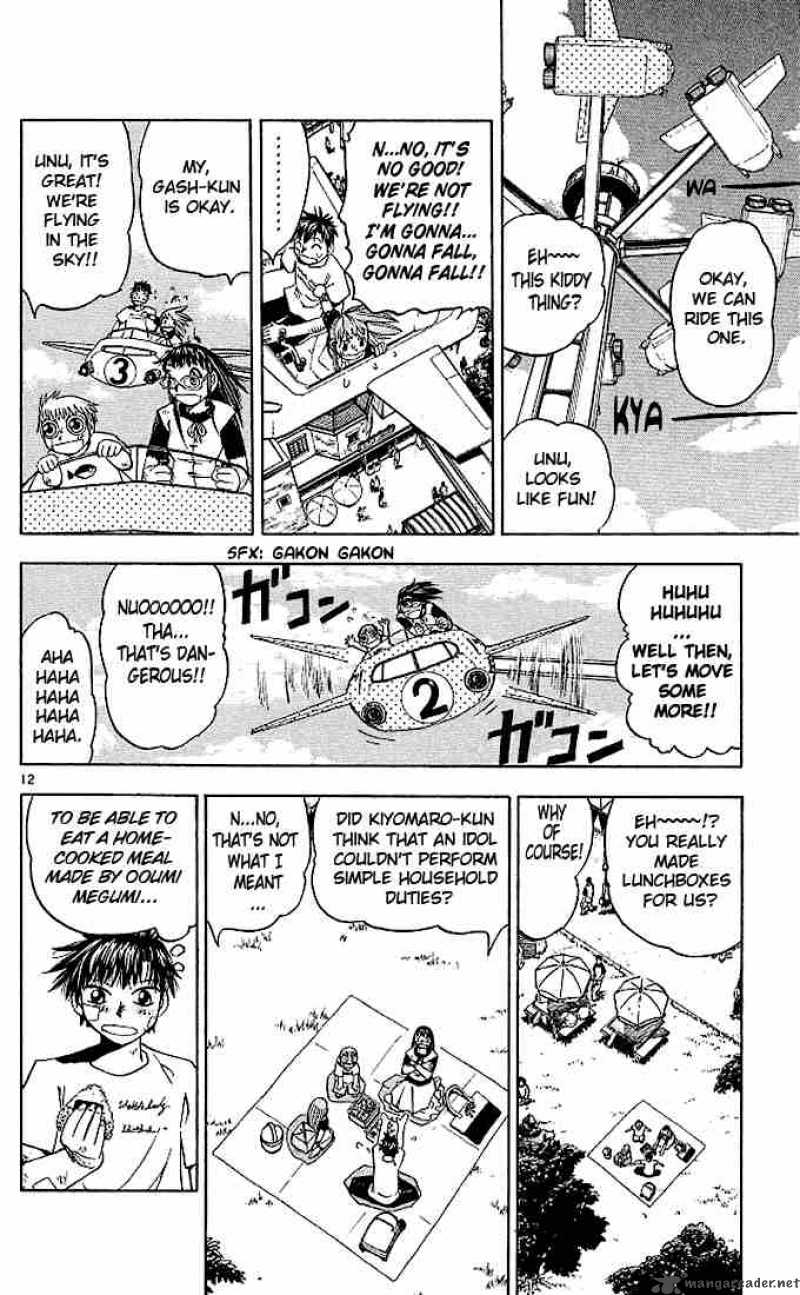 WA
OKAY,
WE CAN
RIDE THIS
ONE.
EH~~~~
THIS KIDDY
THING?
KYA
UNU,
LOOKS
LIKE FUN!
N...NO, IT'S
NO GOOD!
WE'RE NOT
FLYING!!
I'M GONNA...
GONNA FALL,
GONNA FALL!!
.........
MY,
GASH-KUN
IS OKAY.
UNU, IT'S
GREAT!
WE'RE
FLYING
IN THE
SKY!!
3
SFX: GAKON GAKON
HUHU
HUHUHU
...
WELL THEN,
LET'S MOVE
SOME
MORE!!
ガコン
ガコン
2
NUOOOOOO!!
THA...
THAT'S DAN-
GEROUS!!
AHA
HAHA
HAHA
HAHA
HAHA.
12
EH~~~~~!?
YOU REALLY
MADE
LUNCHBOXES
FOR US?
WHY
OF
COURSE!
DID KIYOMARO-KUN
THINK THAT AN IDOL
COULDN'T PERFORM
SIMPLE HOUSEHOLD
DUTIES?
N...NO,
THAT'S NOT
WHAT I
MEANT
...
TO BE ABLE TO
EAT A HOME-
COOKED MEAL
MADE BY OOUMI
MEGUMI...
mangareader.net